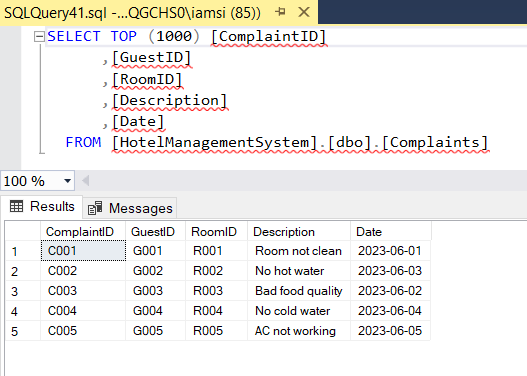 SQLQuery41.sql -...QGCHS0\iamsi (85))
SELECT TOP (1000) [ComplaintID]
,[GuestID]
,[RoomID]
,[Description]
,[Date]
FROM [HotelManagementSystem].[dbo].[Complaints]
100 %
Results Messages
ComplaintID GuestID RoomID Description Date
1 C001 G001 R001 Room not clean 2023-06-01
2 C002 G002 R002 No hot water 2023-06-03
3 C003 G003 R003 Bad food quality 2023-06-02
4 C004 G004 R004 No cold water 2023-06-04
5 C005 G005 R005 AC not working 2023-06-05